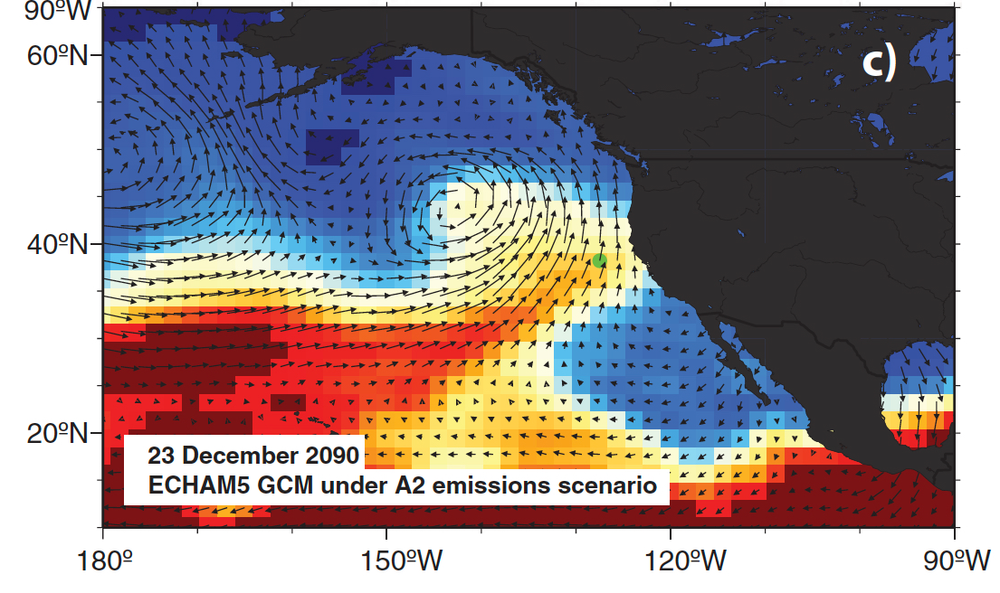 90ºW
60ºN
c)
40ºN
20ºN
23 December 2090
ECHAM5 GCM under A2 emissions scenario
180º
150ºW
120ºW
90ºW